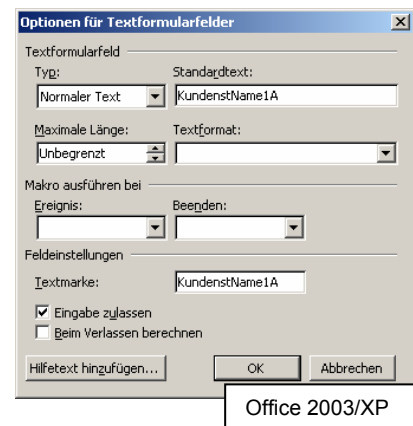 Optionen für Textformularfelder
Textformularfeld
Typ: Standardtext:
Normaler Text KundenstName1A
Maximale Länge: Textformat:
Unbegrenzt
Makro ausführen bei
Ereignis: Beenden:
Feldeinstellungen
Textmarke: KundenstName1A
Eingabe zulassen
Beim Verlassen berechnen
Hilfetext hinzufügen... OK Abbrechen
Office 2003/XP